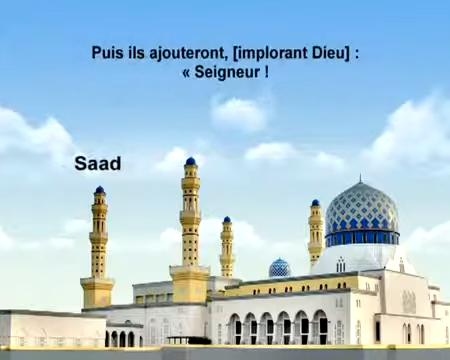 Puis ils ajouteront, [implorant Dieu] :
« Seigneur !
Saad